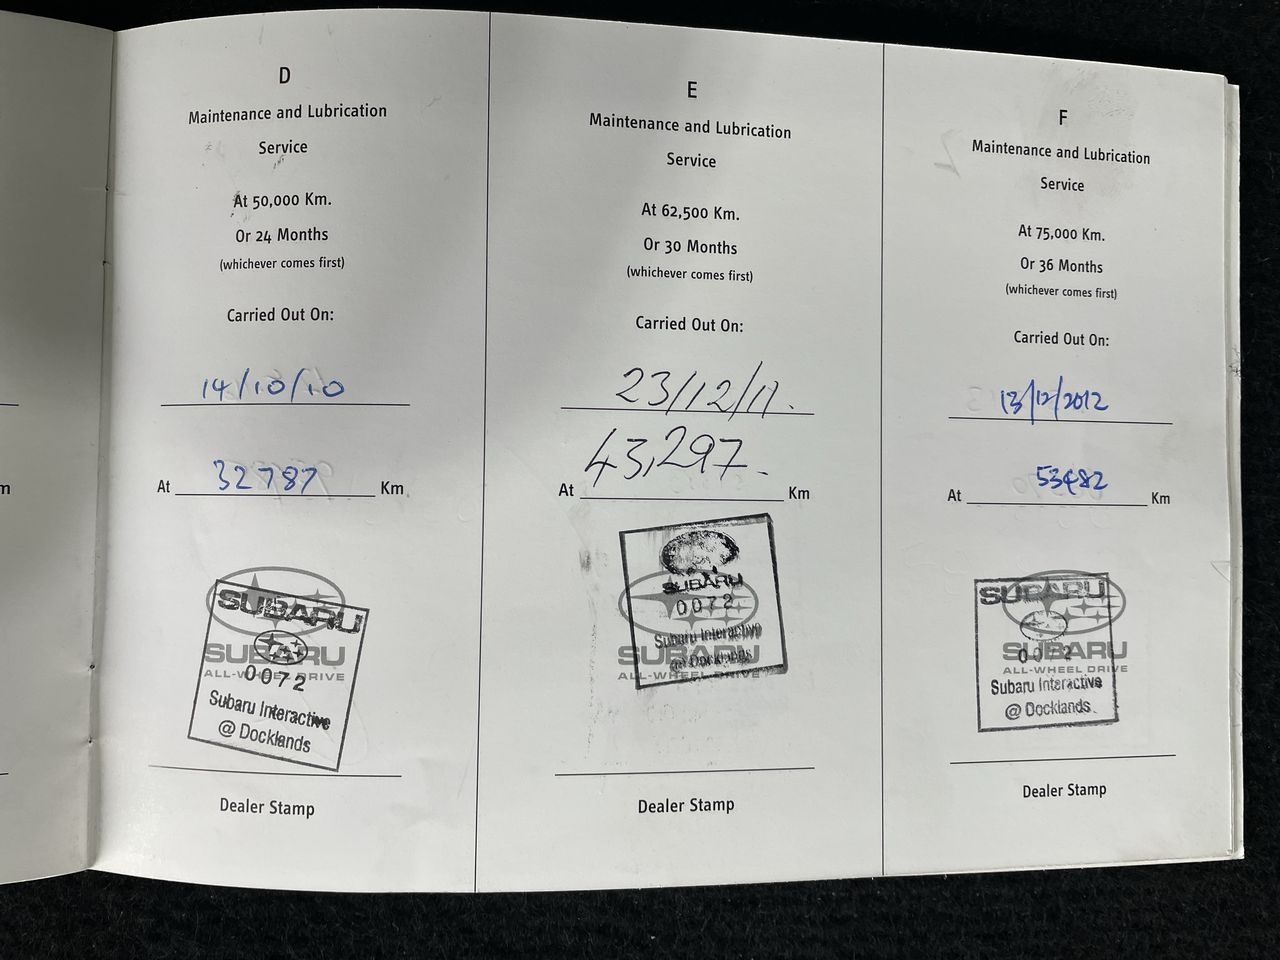 D
Maintenance and Lubrication
Service
At 50,000 Km.
Or 24 Months
(whichever comes first)
Carried Out On:
14/10/10
At 32787 Km
SUBARU
SUBARU
ALL-WHEEL DRIVE
0072
Subaru Interactive
@ Docklands
Dealer Stamp
E
Maintenance and Lubrication
Service
At 62,500 Km.
Or 30 Months
(whichever comes first)
Carried Out On:
23/12/11.
At 43,297. Km
SUBARU
0072
Subaru Interactive
SUBARU
@ Docklands
ALL-WHEEL DRIVE
Dealer Stamp
F
Maintenance and Lubrication
Service
At 75,000 Km.
Or 36 Months
(whichever comes first)
Carried Out On:
13/12/2012
At 53482 Km
SUBARU
0072
SUBARU
ALL-WHEEL DRIVE
Subaru Interactive
@ Docklands
Dealer Stamp
m